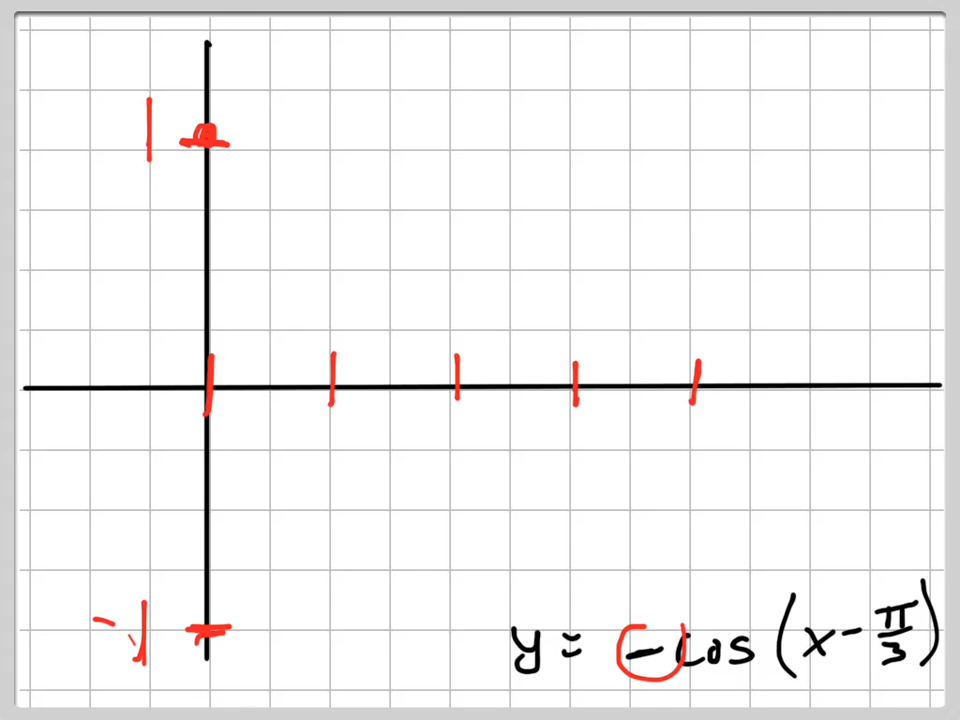 1
-1
y = -cos(x - π/3)